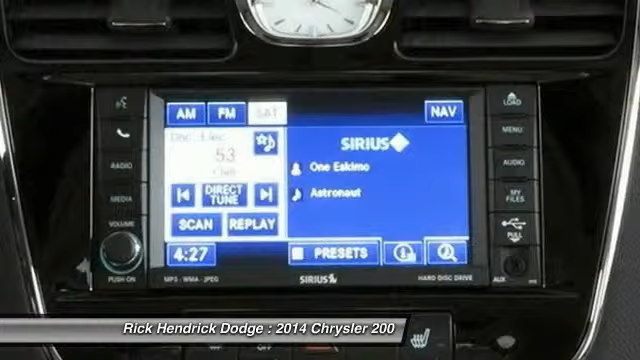 LOAD
AM FM SAT NAV
MENU
SIRIUS
53
RADIO
AUDIO
One Eskimo
DIRECT TUNE
Astronaut
MEDIA
MY FILES
SCAN REPLAY
VOLUME
PULL
4:27 PRESETS
PUSH ON
MP3 · WMA · JPEG SIRIUS HARD DISC DRIVE AUX
Rick Hendrick Dodge : 2014 Chrysler 200
OFF